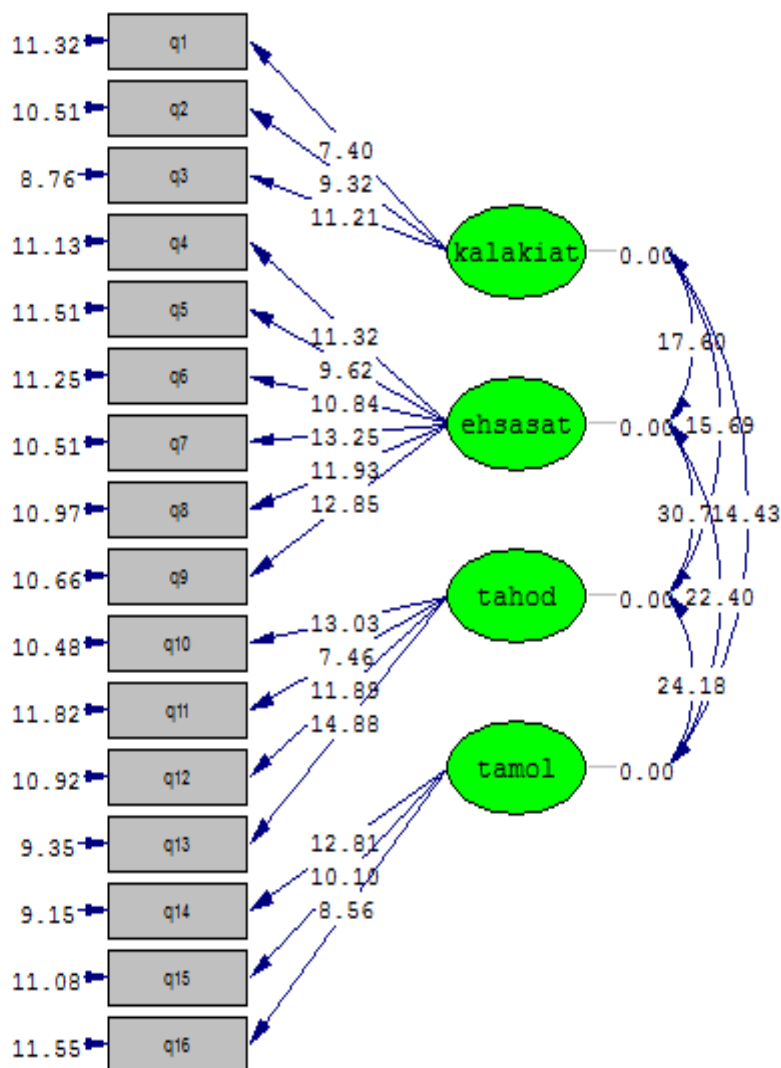 11.32 q1
10.51 q2
8.76 q3
11.13 q4
11.51 q5
11.25 q6
10.51 q7
10.97 q8
10.66 q9
10.48 q10
11.82 q11
10.92 q12
9.35 q13
9.15 q14
11.08 q15
11.55 q16
7.40
9.32
11.21
11.32
9.62
10.84
13.25
11.93
12.85
13.03
7.46
11.89
14.88
12.81
10.10
8.56
kalakiat 0.00
ehsasat 0.00
tahod 0.00
tamol 0.00
17.60
15.69
30.7
14.43
22.40
24.18